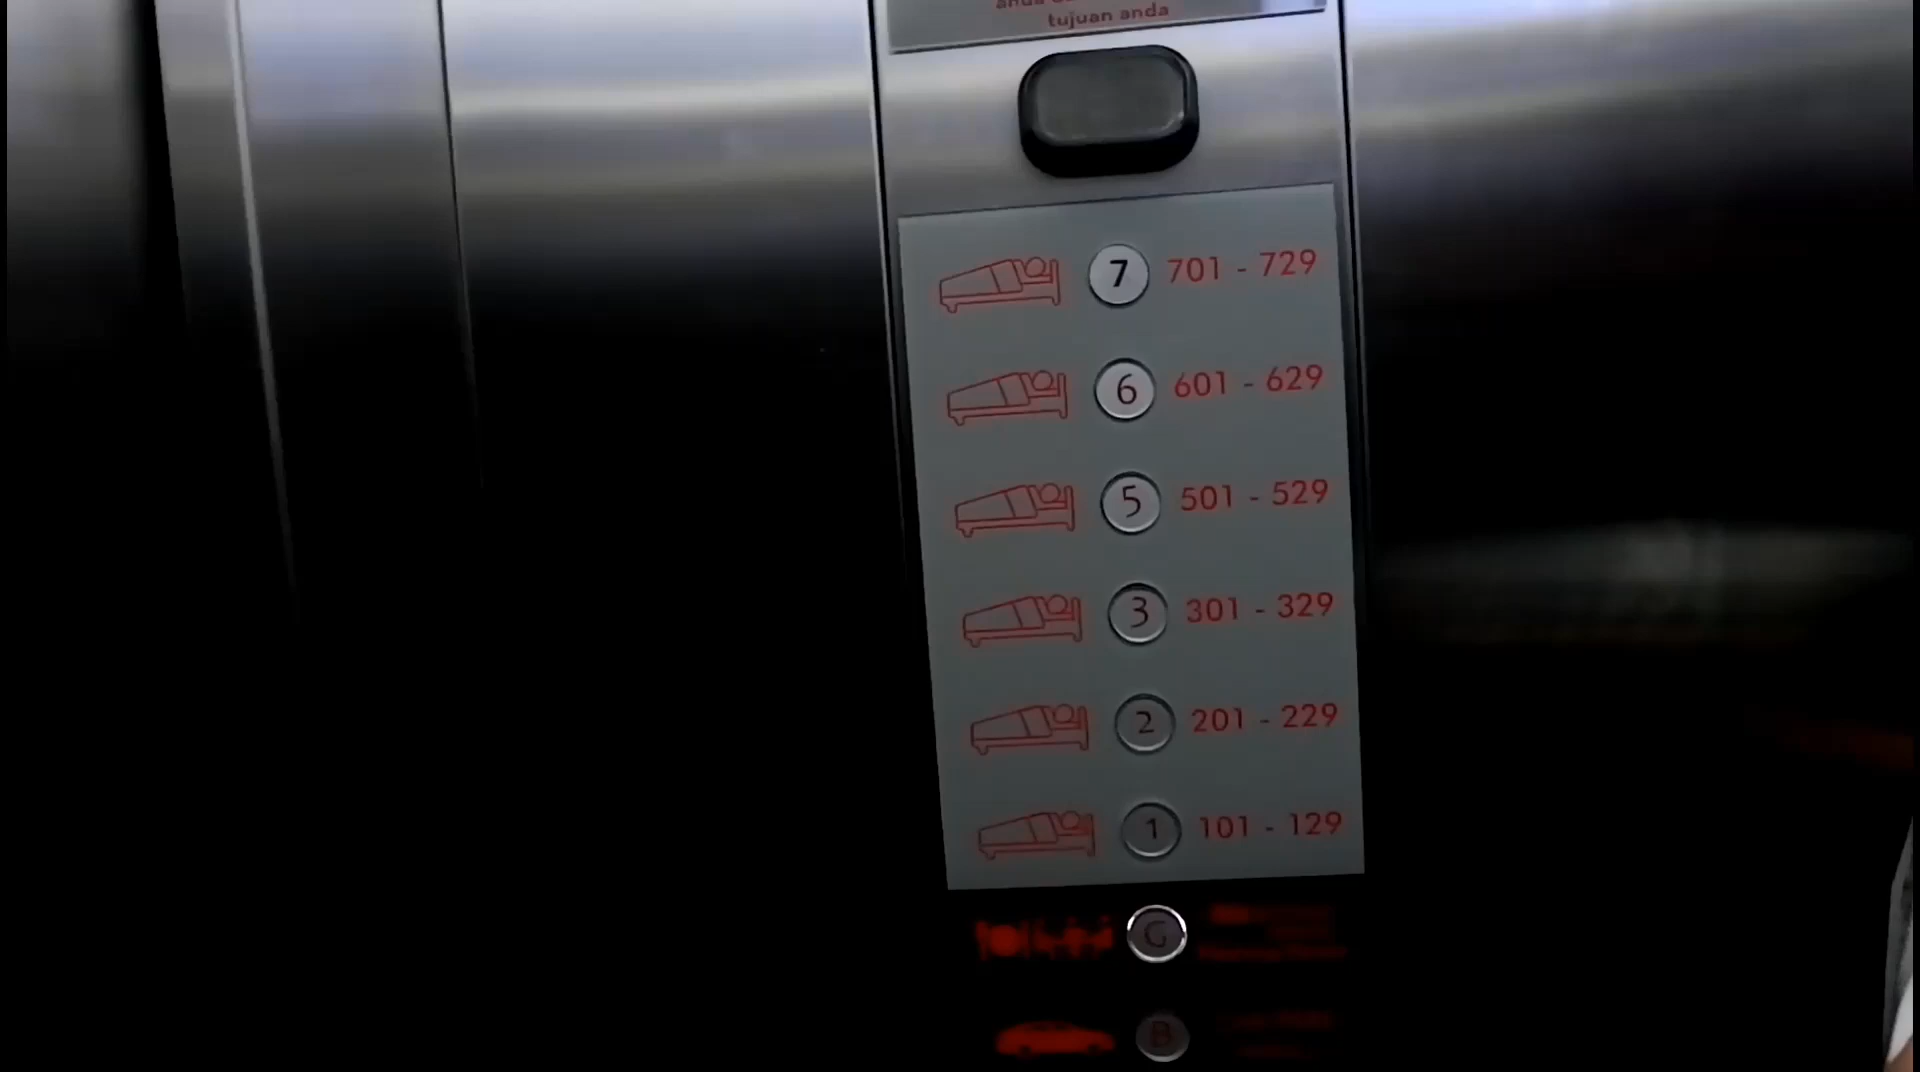 tujuan anda
7 701 - 729
6 601 - 629
5 501 - 529
3 301 - 329
2 201 - 229
1 101 - 129
G
B